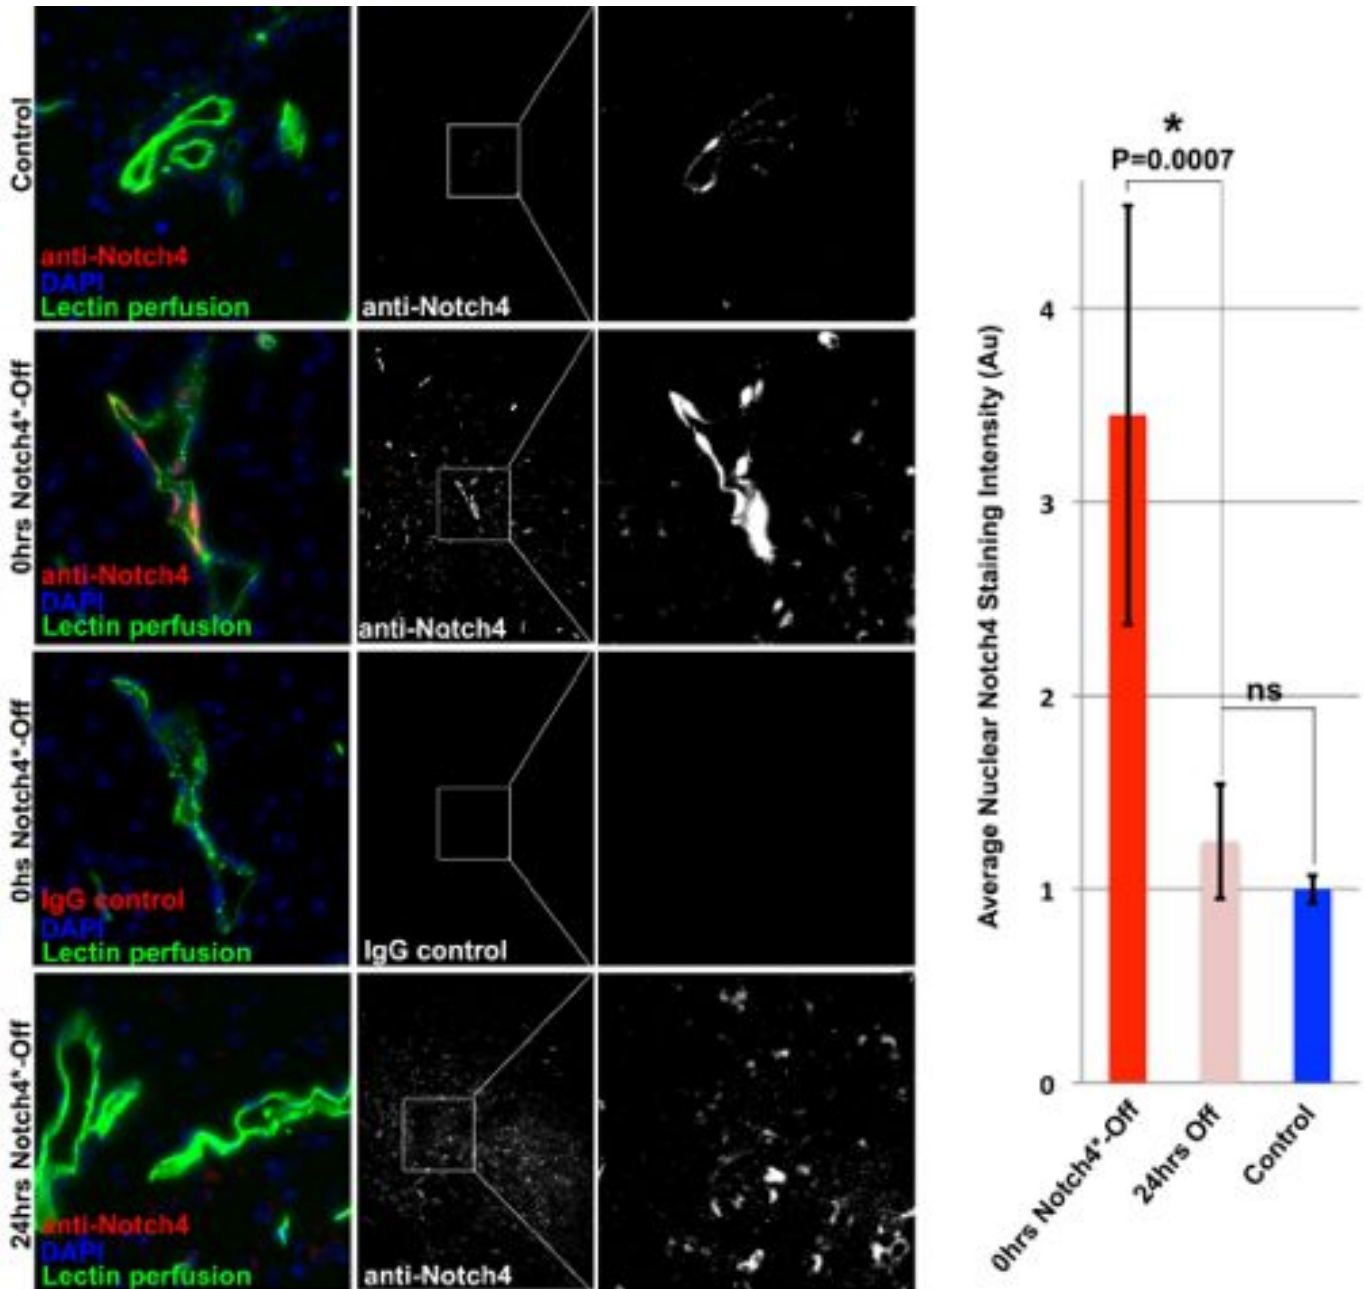 Control
anti-Notch4
DAPI
Lectin perfusion
anti-Notch4
0hrs Notch4*-Off
anti-Notch4
DAPI
Lectin perfusion
anti-Notch4
0hs Notch4*-Off
IgG control
DAPI
Lectin perfusion
IgG control
24hrs Notch4*-Off
anti-Notch4
DAPI
Lectin perfusion
anti-Notch4
*
P=0.0007
ns
Average Nuclear Notch4 Staining Intensity (Au)
4
3
2
1
0
0hrs Notch4*-Off
24hrs Off
Control